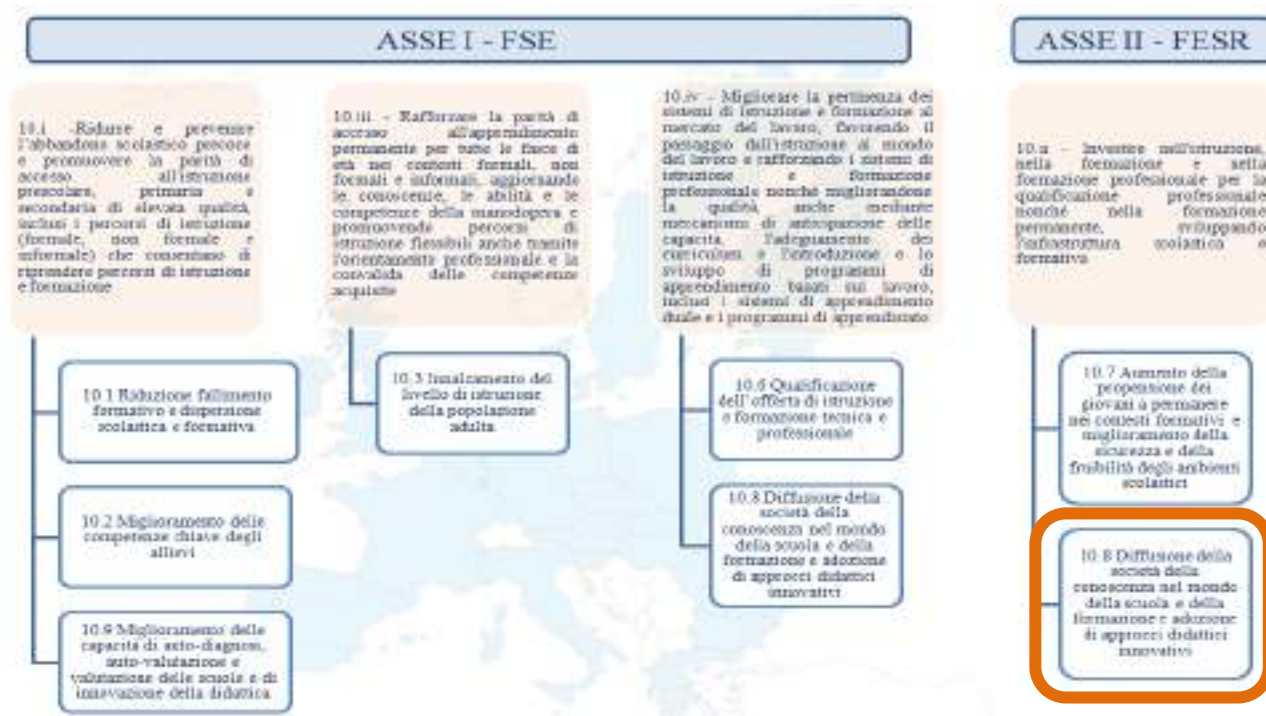 ASSE I - FSE
10.i -Ridurre e prevenire
l'abbandono scolastico precoce
e promuovere la parità di
accesso all'istruzione
prescolare, primaria e
secondaria di elevata qualità,
inclusi i percorsi di istruzione
(formale, non formale e
informale) che consentano di
riprendere percorsi di istruzione
e formazione
10.1 Riduzione fallimento
formativo e dispersione
scolastica e formativa
10.2 Miglioramento delle
competenze chiave degli
allievi
10.9 Miglioramento delle
capacità di auto-diagnosi,
auto-valutazione e
valutazione delle scuole e di
innovazione della didattica
10.iii - Rafforzare la parità di
accesso all'apprendimento
permanente per tutte le fasce di
età nei contesti formali, non
formali e informali, aggiornando
le conoscenze, le abilità e le
competenze della manodopera e
promuovendo percorsi di
istruzione flessibili anche tramite
l'orientamento professionale e la
convalida delle competenze
acquisite
10.3 Innalzamento del
livello di istruzione
della popolazione
adulta
10.iv - Migliorare la pertinenza dei
sistemi di istruzione e formazione al
mercato del lavoro, favorendo il
passaggio dall'istruzione al mondo
del lavoro e rafforzando i sistemi di
istruzione e formazione
professionale nonché migliorandone
la qualità, anche mediante
meccanismi di anticipazione delle
capacità, l'adeguamento dei
curriculum e l'introduzione e lo
sviluppo di programmi di
apprendimento basati sul lavoro,
inclusi i sistemi di apprendimento
duale e i programmi di apprendistato
10.6 Qualificazione
dell'offerta di istruzione
e formazione tecnica e
professionale
10.8 Diffusione della
società della
conoscenza nel mondo
della scuola e della
formazione e adozione
di approcci didattici
innovativi
ASSE II - FESR
10.a - Investire nell'istruzione,
nella formazione e nella
formazione professionale per la
qualificazione professionale
nonché nella formazione
permanente, sviluppando
l'infrastruttura scolastica e
formativa
10.7 Aumento della
propensione dei
giovani a permanere
nei contesti formativi e
miglioramento della
sicurezza e della
fruibilità degli ambienti
scolastici
10.8 Diffusione della
società della
conoscenza nel mondo
della scuola e della
formazione e adozione
di approcci didattici
innovativi